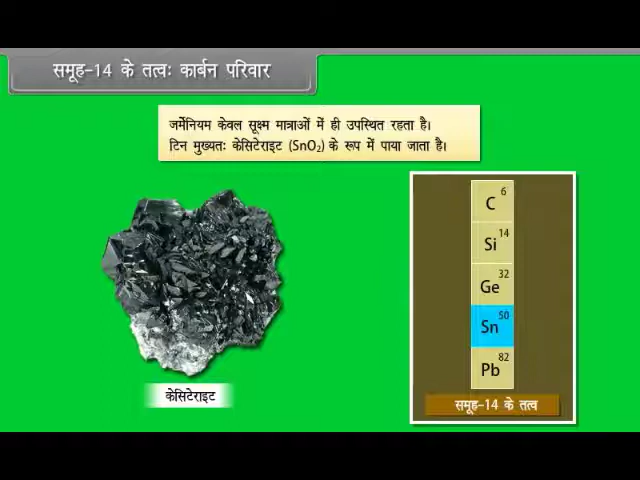 समूह-14 के तत्व: कार्बन परिवार
जर्मेनियम केवल सूक्ष्म मात्राओं में ही उपस्थित रहता है।
टिन मुख्यतः केसिटेराइट (SnO₂) के रूप में पाया जाता है।
C 6
Si 14
Ge 32
Sn 50
Pb 82
केसिटेराइट
समूह-14 के तत्व